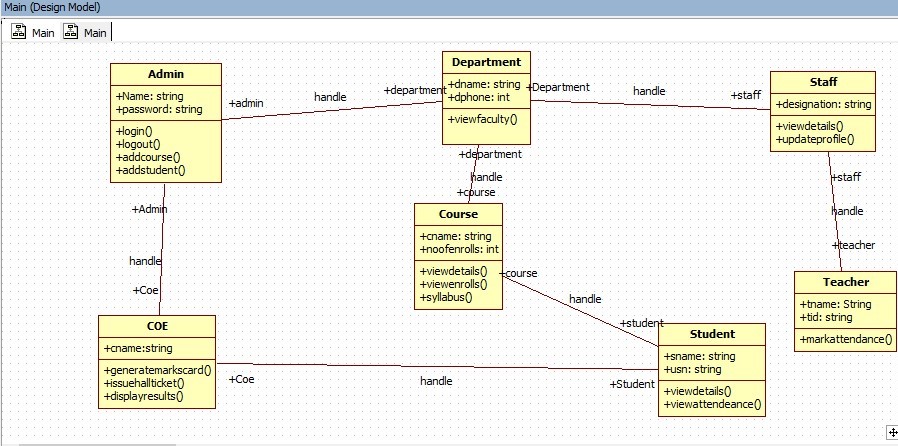 Main (Design Model)
Main
Main
Admin
+Name: string
+password: string
+login()
+logout()
+addcourse()
+addstudent()
+admin
handle
+department
Department
+dname: string
+dphone: int
+viewfaculty()
+Department
handle
+staff
Staff
+designation: string
+viewdetails()
+updateprofile()
+department
handle
+course
+staff
handle
+teacher
+Admin
handle
+Coe
Course
+cname: string
+noofenrolls: int
+viewdetails()
+viewenrolls()
+syllabus()
+course
handle
+student
Teacher
+tname: String
+tid: string
+markattendance()
COE
+cname:string
+generatemarkscard()
+issuehallticket()
+displayresults()
+Coe
handle
+Student
Student
+sname: string
+usn: string
+viewdetails()
+viewattendeance()